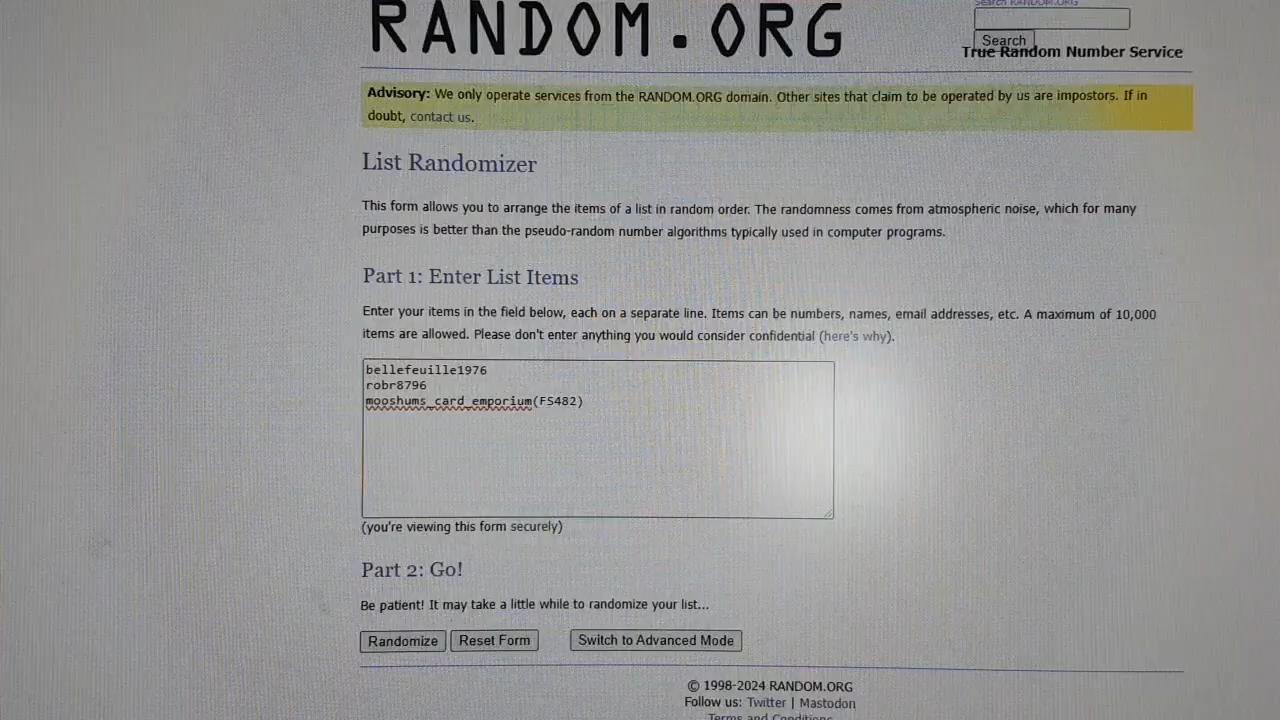 RANDOM.ORG
Search RANDOM.ORG
Search
True Random Number Service
Advisory: We only operate services from the RANDOM.ORG domain. Other sites that claim to be operated by us are impostors. If in
doubt, contact us.
List Randomizer
This form allows you to arrange the items of a list in random order. The randomness comes from atmospheric noise, which for many
purposes is better than the pseudo-random number algorithms typically used in computer programs.
Part 1: Enter List Items
Enter your items in the field below, each on a separate line. Items can be numbers, names, email addresses, etc. A maximum of 10,000
items are allowed. Please don't enter anything you would consider confidential (here's why).
bellefeuille1976
robr8796
mooshums_card_emporium(FS482)
(you're viewing this form securely)
Part 2: Go!
Be patient! It may take a little while to randomize your list...
Randomize Reset Form Switch to Advanced Mode
© 1998-2024 RANDOM.ORG
Follow us: Twitter | Mastodon
Terms and Conditions